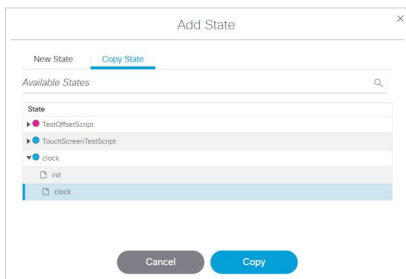 Add State
New State Copy State
Available States
State
TestOffsetScript
TouchScreenTestScript
clock
init
clock
Cancel Copy